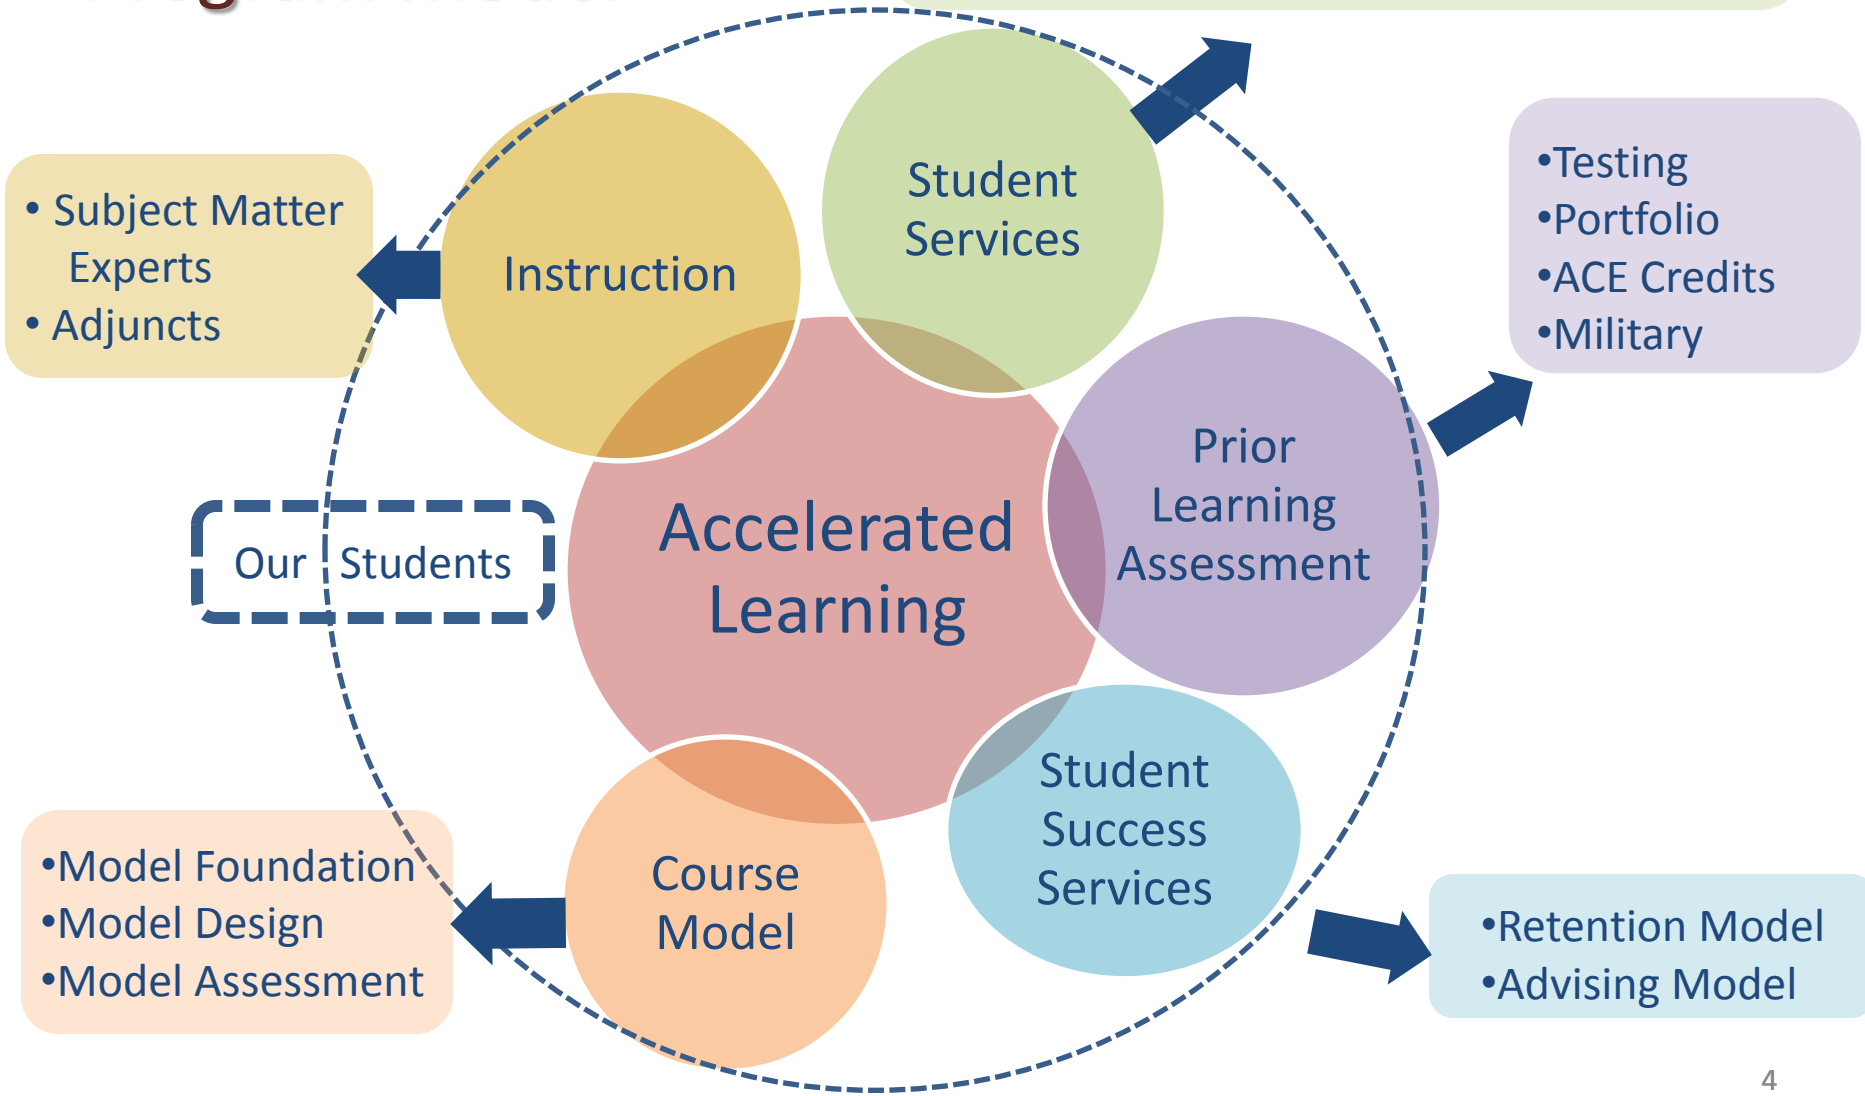 • Subject Matter
Experts
• Adjuncts
Instruction
Student
Services
•Testing
•Portfolio
•ACE Credits
•Military
Prior
Learning
Assessment
Accelerated
Learning
Our Students
Student
Success
Services
Course
Model
•Model Foundation
•Model Design
•Model Assessment
•Retention Model
•Advising Model
4